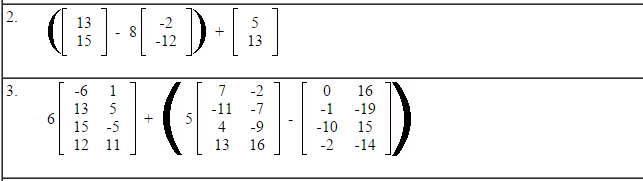 2.
( [ 13 ] - 8 [ -2 ] ) + [ 5 ]
15 -12 13
3.
-6 1 7 -2 0 16
13 5 -11 -7 -1 -19
6 [ ] + ( 5 [ ] - [ ] )
15 -5 4 -9 -10 15
12 11 13 16 -2 -14